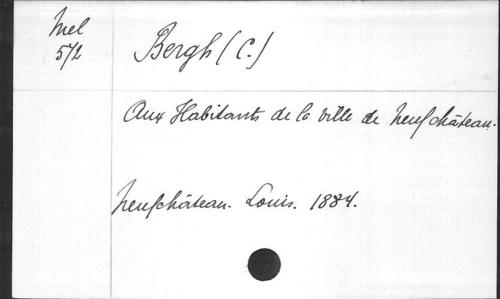 Mel
572
Bergh (C.)
Aux Habitants de la ville de Neufchâteau.
Neufchâteau. Louis. 1884.